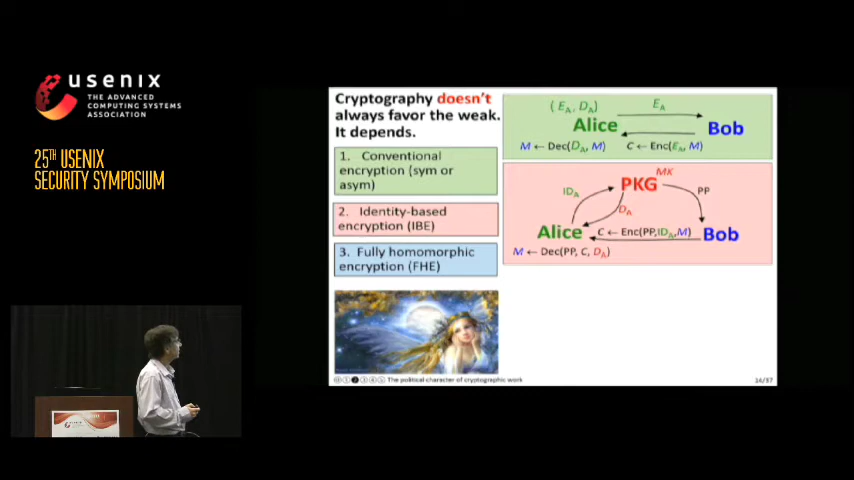 usenix
THE ADVANCED
COMPUTING SYSTEMS
ASSOCIATION
25TH USENIX
SECURITY SYMPOSIUM
Cryptography doesn't
always favor the weak.
It depends.
1. Conventional
encryption (sym or
asym)
2. Identity-based
encryption (IBE)
3. Fully homomorphic
encryption (FHE)
(EA, DA)
EA
Alice
Bob
M ← Dec(DA, M)
C ← Enc(EA, M)
MK
PKG
IDA
PP
DA
Alice
C ← Enc(PP,IDA,M)
Bob
M ← Dec(PP, C, DA)
The political character of cryptographic work
14/37